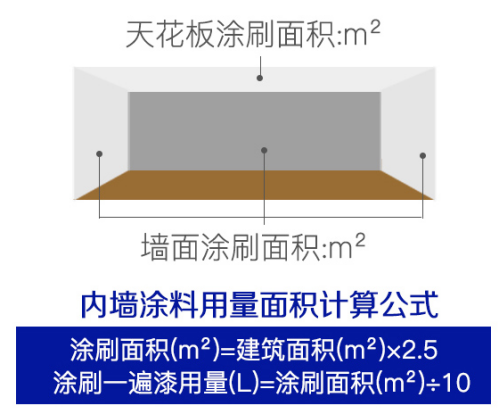 天花板涂刷面积:m²
墙面涂刷面积:m²
内墙涂料用量面积计算公式
涂刷面积(m²)=建筑面积(m²)×2.5
涂刷一遍漆用量(L)=涂刷面积(m²)÷10